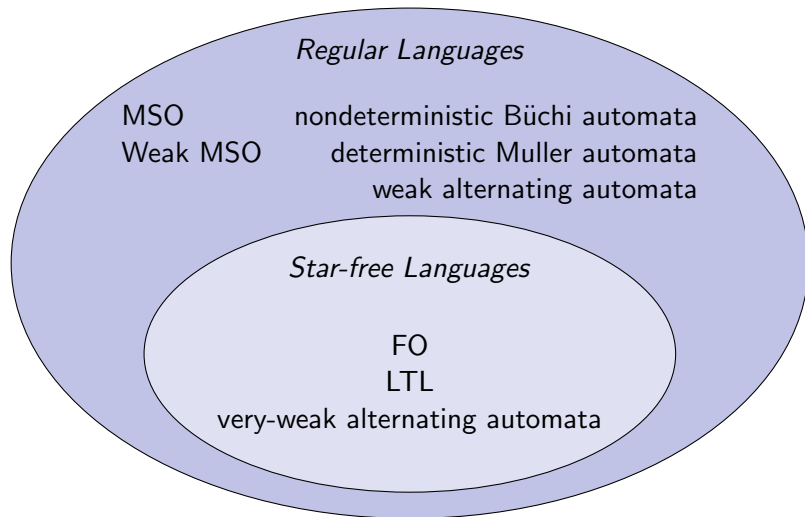 Regular Languages
MSO nondeterministic Büchi automata
Weak MSO deterministic Muller automata
weak alternating automata
Star-free Languages
FO
LTL
very-weak alternating automata